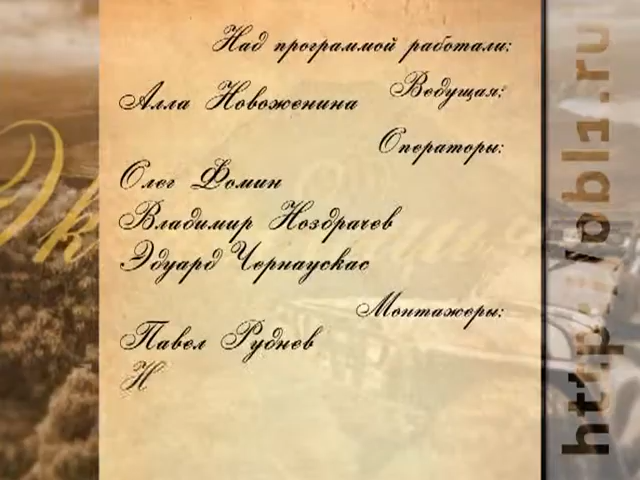 Над программой работали:
Ведущая:
Алла Новоженина
Операторы:
Олег Фомин
Владимир Ноздрачев
Эдуард Чернаускас
Монтажеры:
Павел Руднев
Н
http://obl1.ru